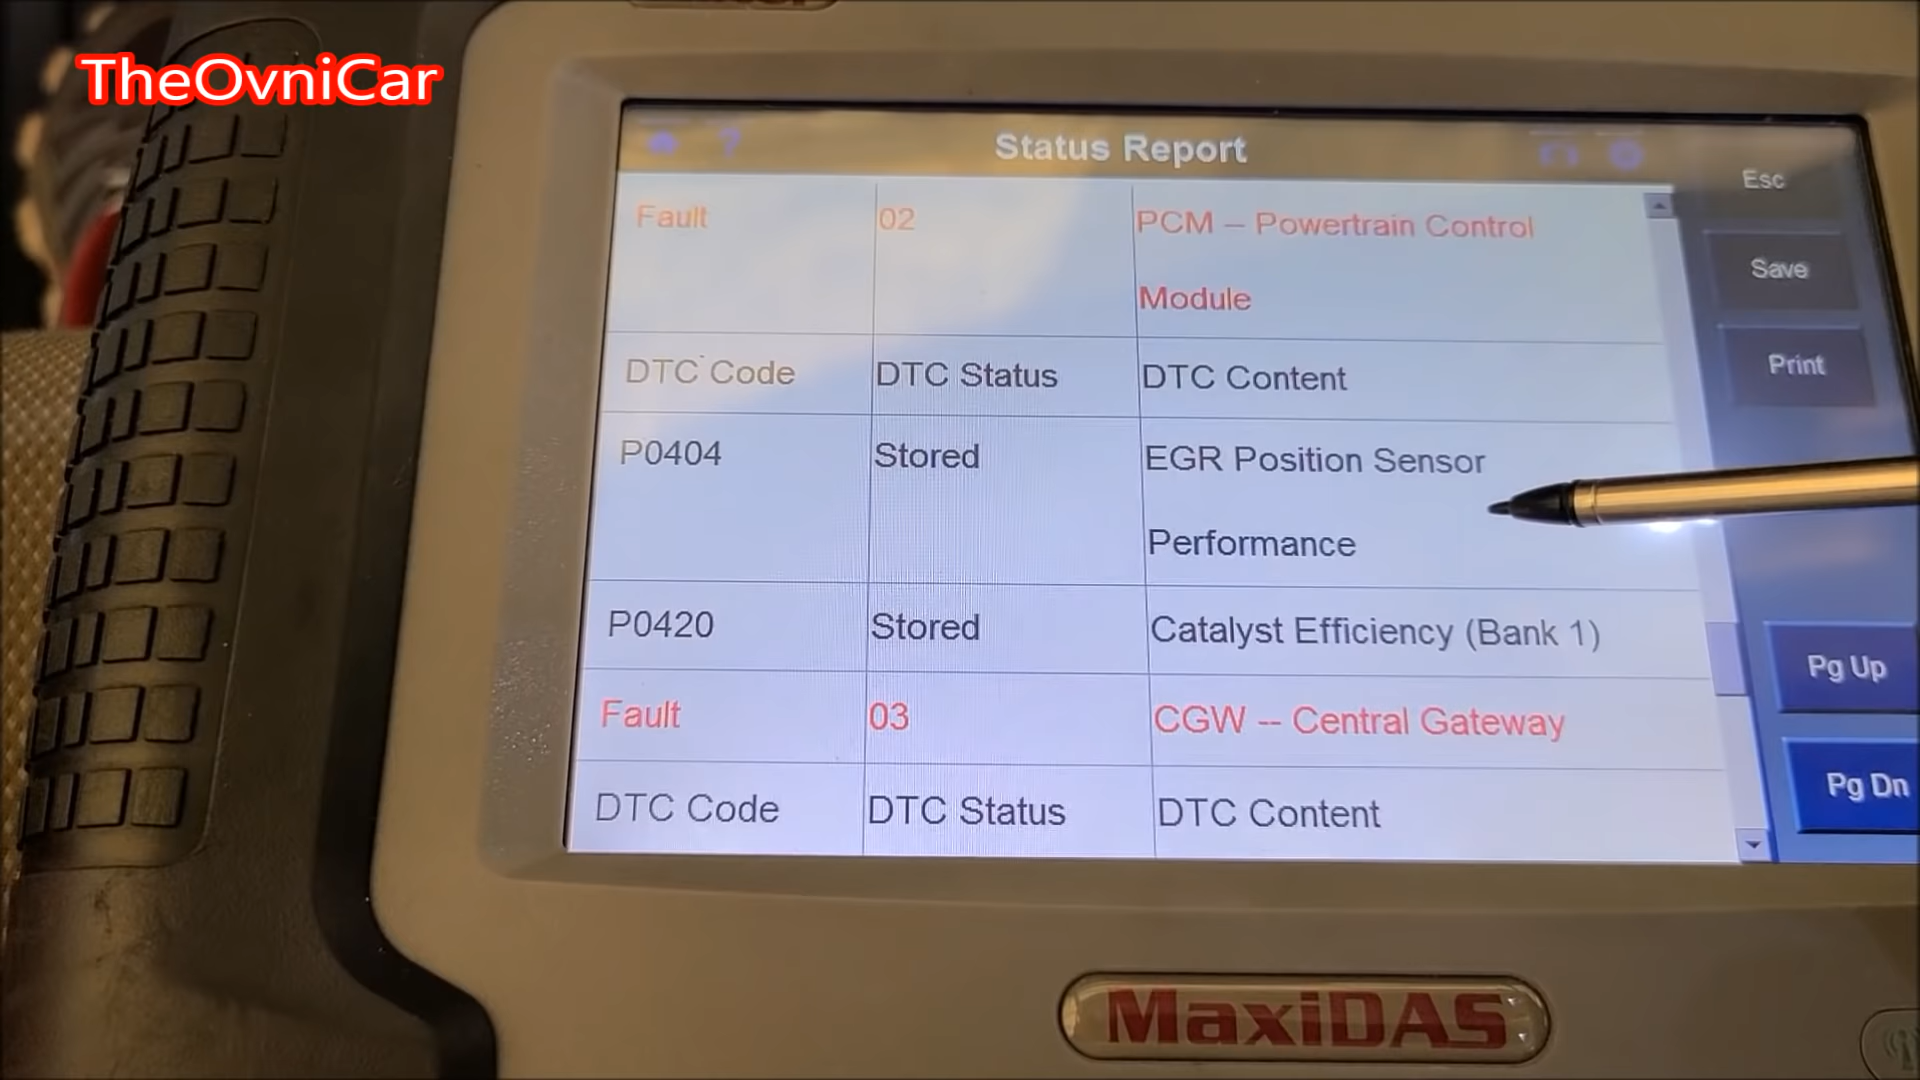 TheOvniCar
Status Report
Esc
Fault 02 PCM – Powertrain Control
Module
Save
DTC Code DTC Status DTC Content
Print
P0404 Stored EGR Position Sensor
Performance
P0420 Stored Catalyst Efficiency (Bank 1)
Pg Up
Fault 03 CGW -- Central Gateway
Pg Dn
DTC Code DTC Status DTC Content
MaxiDAS